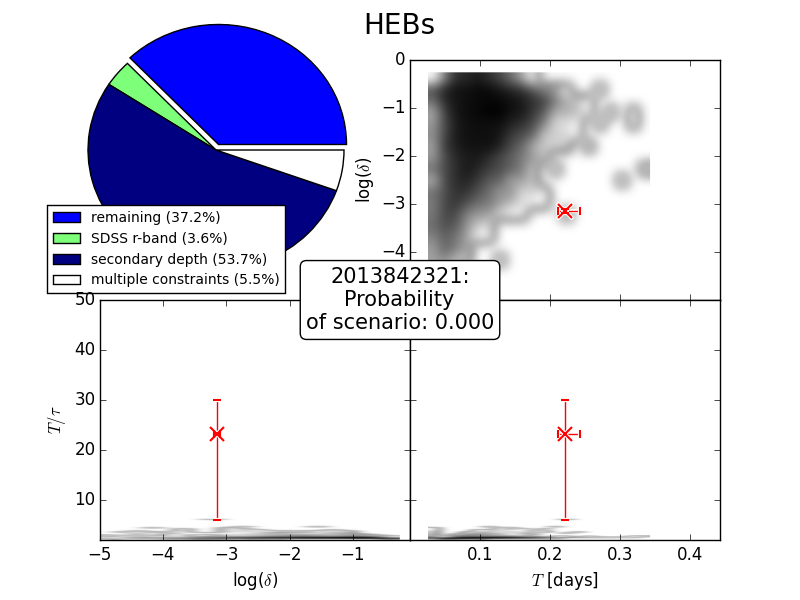 HEBs
remaining (37.2%)
SDSS r-band (3.6%)
secondary depth (53.7%)
multiple constraints (5.5%)
0
−1
−2
−3
−4
log(δ)
2013842321:
Probability
of scenario: 0.000
50
40
30
20
10
T/τ
−5 −4 −3 −2 −1
log(δ)
0.1 0.2 0.3 0.4
T [days]